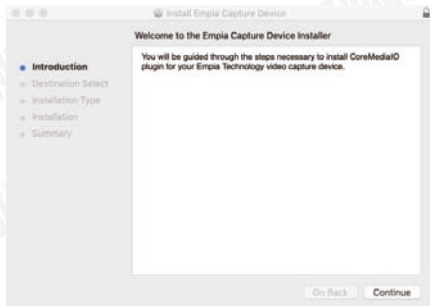 Install Empia Capture Device
Welcome to the Empia Capture Device Installer
Introduction
Destination Select
Installation Type
Installation
Summary
You will be guided through the steps necessary to install CoreMediaIO
plugin for your Empia Technology video capture device.
Go Back
Continue